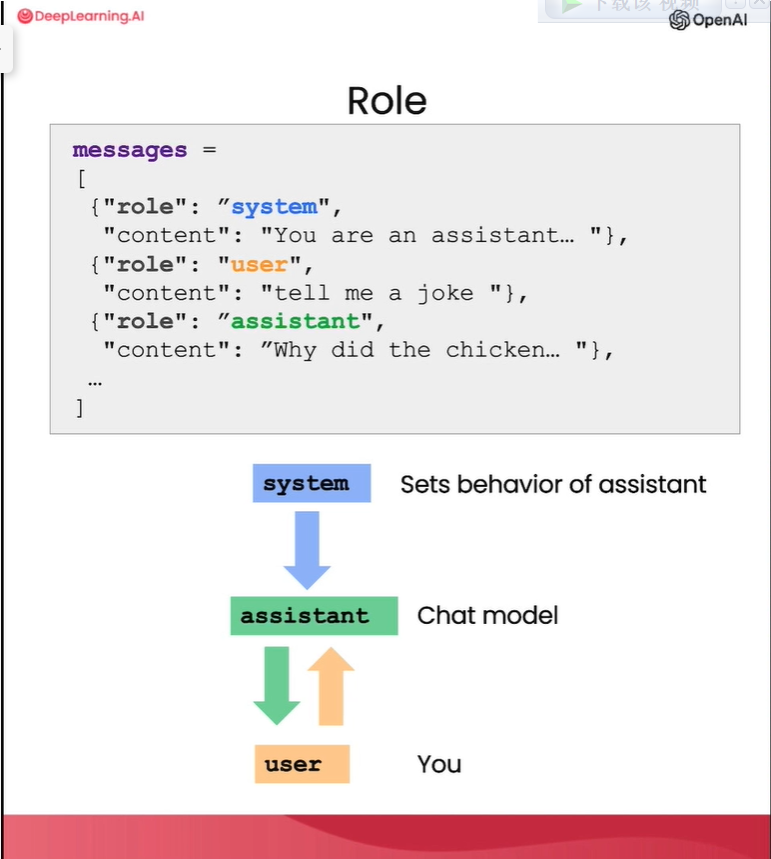 DeepLearning.AI
下载该 视频
OpenAI
Role
messages =
[
{"role": ”system",
"content": "You are an assistant… "},
{"role": "user",
"content": "tell me a joke "},
{"role": ”assistant",
"content": ”Why did the chicken… "},
…
]
system Sets behavior of assistant
assistant Chat model
user You